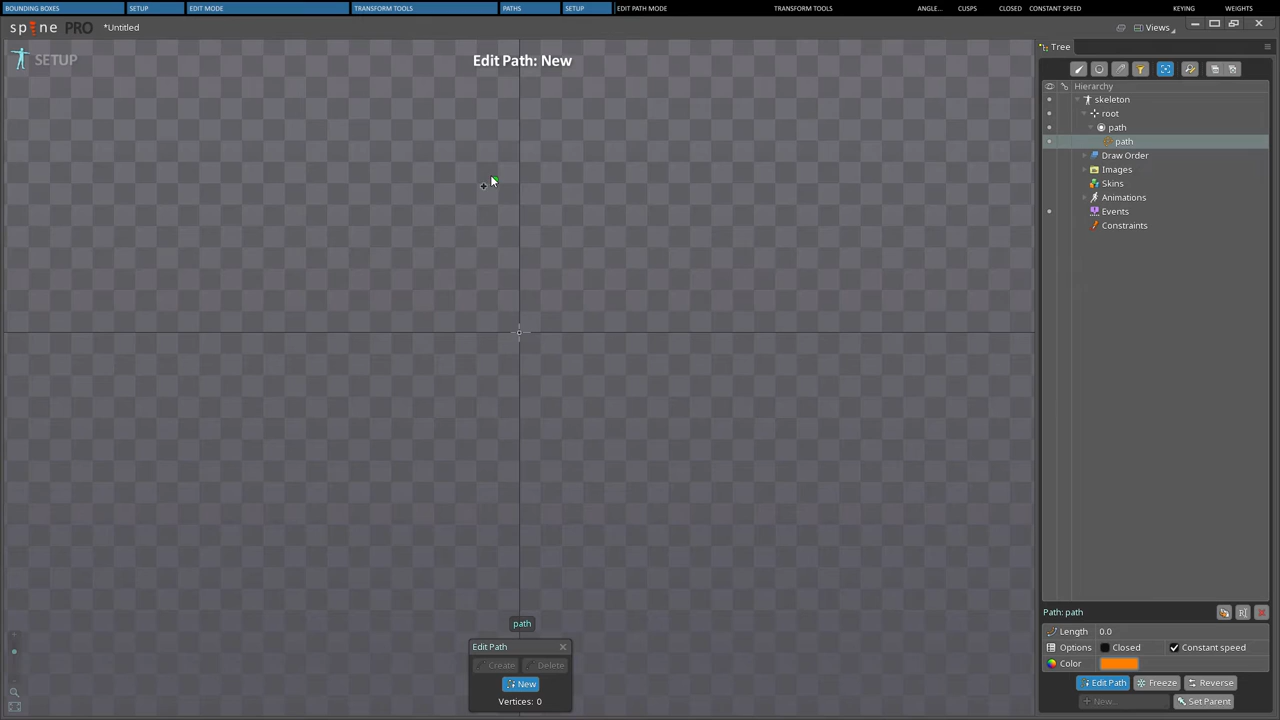 BOUNDING BOXES SETUP EDIT MODE TRANSFORM TOOLS PATHS SETUP EDIT PATH MODE TRANSFORM TOOLS ANGLE... CUSPS CLOSED CONSTANT SPEED KEYING WEIGHTS
spine PRO *Untitled Views
Tree
SETUP
Edit Path: New
Hierarchy
skeleton
root
path
path
Draw Order
Images
Skins
Animations
Events
Constraints
path
Edit Path
Create Delete
New
Vertices: 0
Path: path
Length 0.0
Options Closed Constant speed
Color
Edit Path Freeze Reverse
New... Set Parent